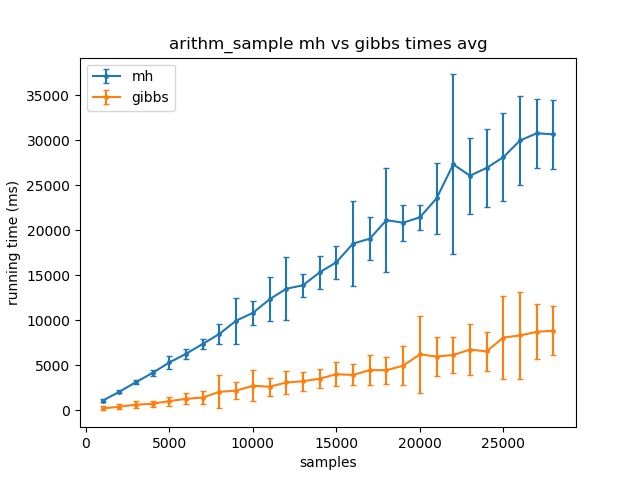 arithm_sample mh vs gibbs times avg
mh
gibbs
35000
30000
25000
20000
15000
10000
5000
0
running time (ms)
0 5000 10000 15000 20000 25000
samples